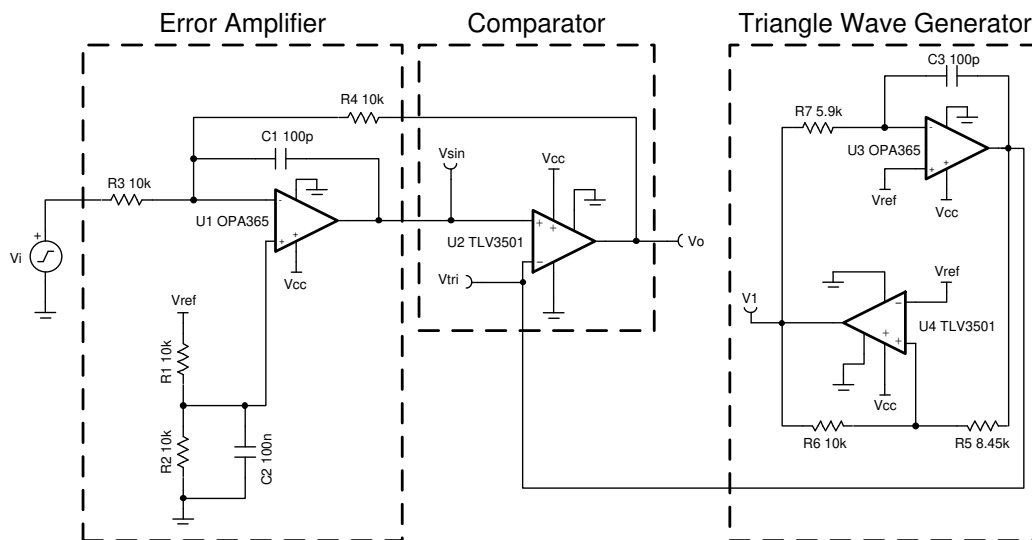 Error Amplifier
Comparator
Triangle Wave Generator
C3 100p
R4 10k
R7 5.9k
C1 100p
-
+
U3 OPA365
+
Vsin
Vcc
Vref
Vcc
R3 10k
-
+
U1 OPA365
+
+
+
U2 TLV3501
-
Vo
+
Vi
Vcc
Vref
Vtri
V1
Vref
-
+
+
U4 TLV3501
R1 10k
Vcc
R2 10k
C2 100n
R6 10k
R5 8.45k